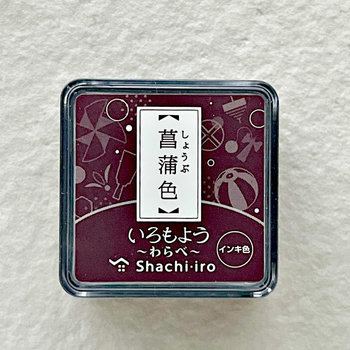 【菖蒲色】
しょうぶ
いろもよう
～わらべ～
Shachi・iro
インキ色